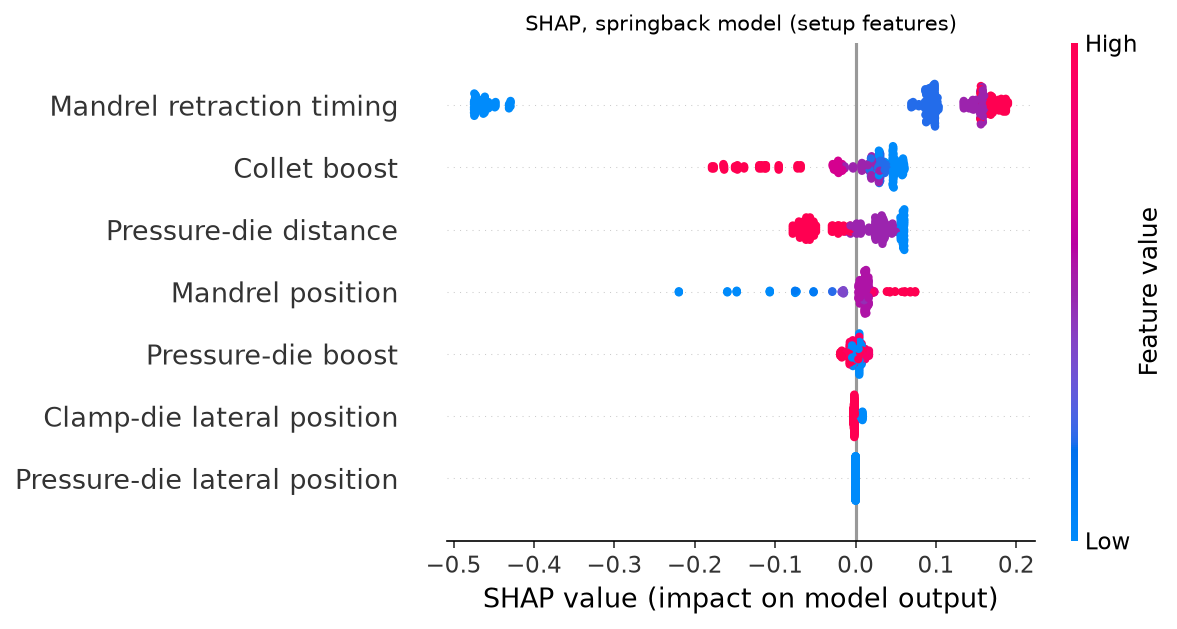 SHAP, springback model (setup features)
High
Mandrel retraction timing
Collet boost
Pressure-die distance
Mandrel position
Pressure-die boost
Clamp-die lateral position
Pressure-die lateral position
Feature value
Low
−0.5 −0.4 −0.3 −0.2 −0.1 0.0 0.1 0.2
SHAP value (impact on model output)